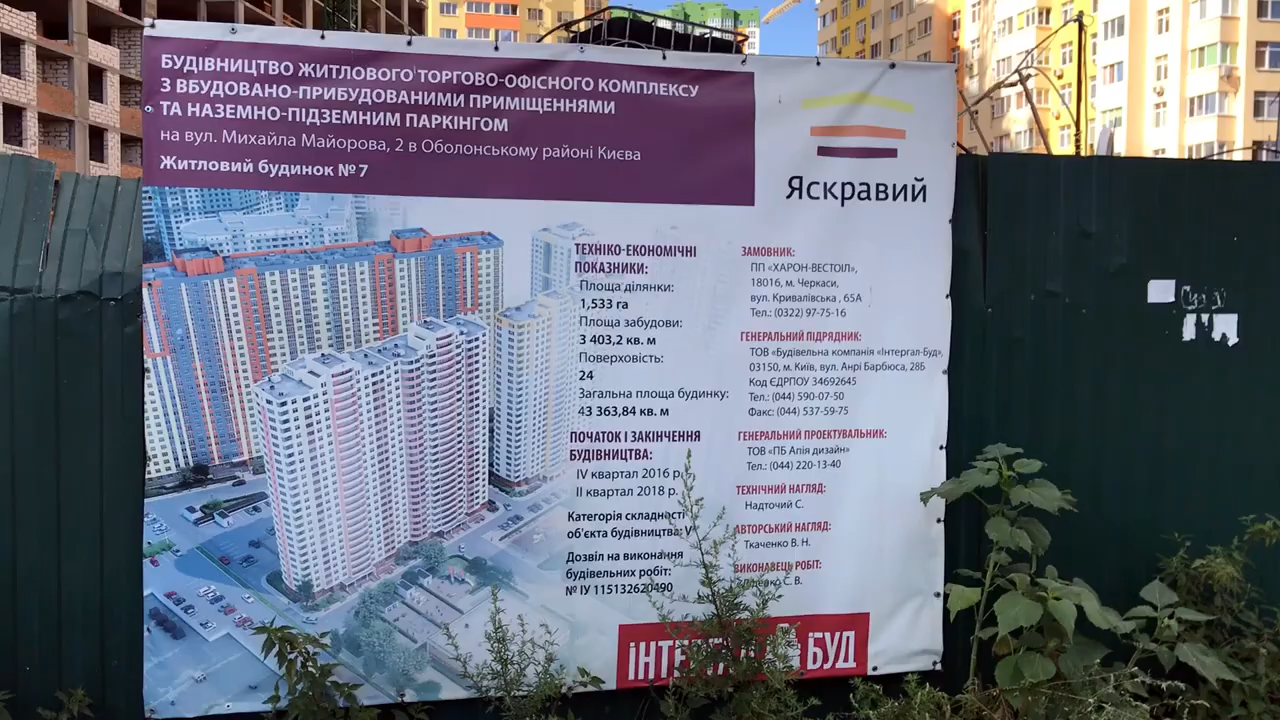 БУДІВНИЦТВО ЖИТЛОВОГО ТОРГОВО-ОФІСНОГО КОМПЛЕКСУ
З ВБУДОВАНО-ПРИБУДОВАНИМИ ПРИМІЩЕННЯМИ
ТА НАЗЕМНО-ПІДЗЕМНИМ ПАРКІНГОМ
на вул. Михайла Майорова, 2 в Оболонському районі Києва
Житловий будинок № 7
Яскравий
ТЕХНІКО-ЕКОНОМІЧНІ
ПОКАЗНИКИ:
Площа ділянки:
1,533 га
Площа забудови:
3 403,2 кв. м
Поверховість:
24
Загальна площа будинку:
43 363,84 кв. м
ПОЧАТОК І ЗАКІНЧЕННЯ
БУДІВНИЦТВА:
IV квартал 2016 р.
II квартал 2018 р.
Категорія складності
об'єкта будівництва: V
Дозвіл на виконання
будівельних робіт:
№ ІУ 115132620490
ЗАМОВНИК:
ПП «ХАРОН-ВЕСТОІЛ»,
18016, м. Черкаси,
вул. Кривалівська , 65А
Тел.: (0322) 97-75-16
ГЕНЕРАЛЬНИЙ ПІДРЯДНИК:
ТОВ «Будівельна компанія «Інтергал-Буд»,
03150, м. Київ, вул. Анрі Барбюса, 28Б
Код ЄДРПОУ 34692645
Тел.: (044) 590-07-50
Факс: (044) 537-59-75
ГЕНЕРАЛЬНИЙ ПРОЕКТУВАЛЬНИК:
ТОВ «ПБ Апія дизайн»
Тел.: (044) 220-13-40
ТЕХНІЧНИЙ НАГЛЯД:
Надточий С.
АВТОРСЬКИЙ НАГЛЯД:
Ткаченко В. Н.
ВИКОНАВЕЦЬ РОБІТ:
С. В.
БУД